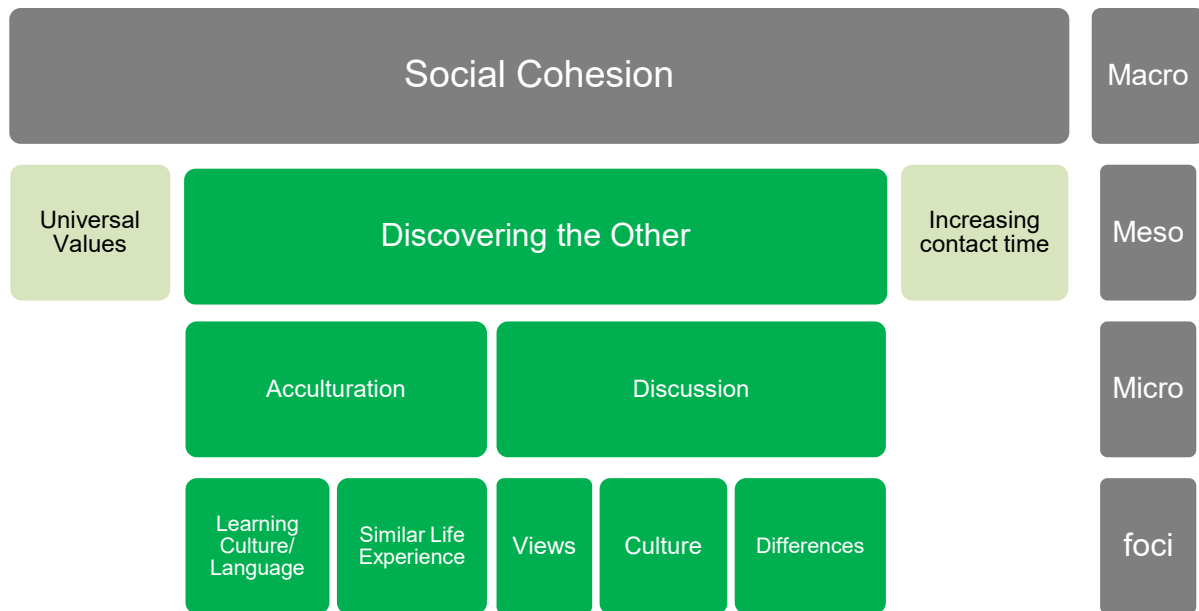 Social Cohesion
Macro
Universal
Values
Discovering the Other
Increasing
contact time
Meso
Acculturation
Discussion
Micro
Learning
Culture/
Language
Similar Life
Experience
Views
Culture
Differences
foci